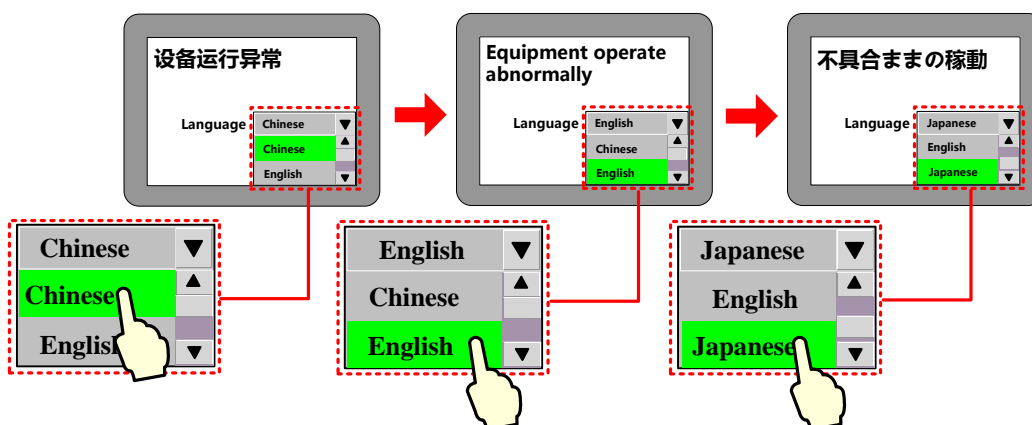 设备运行异常
Language
Chinese
Chinese
English
Equipment operate
abnormally
Language
English
Chinese
English
不具合ままの稼動
Language
Japanese
English
Japanese
Chinese
Chinese
English
English
Chinese
English
Japanese
English
Japanese